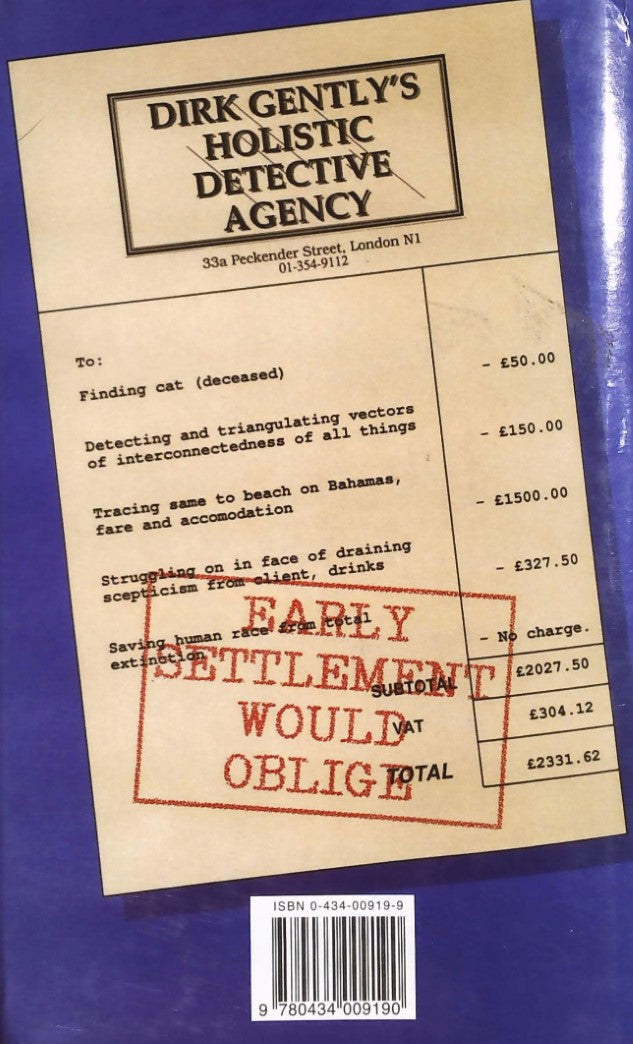 DIRK GENTLY'S
HOLISTIC
DETECTIVE
AGENCY
33a Peckender Street, London N1
01-354-9112
To:
Finding cat (deceased) - £50.00
Detecting and triangulating vectors
of interconnectedness of all things - £150.00
Tracing same to beach on Bahamas,
fare and accomodation - £1500.00
Struggling on in face of draining
scepticism from client, drinks - £327.50
Saving human race from total
extinction - No charge.
SUBTOTAL £2027.50
VAT £304.12
TOTAL £2331.62
EARLY
SETTLEMENT
WOULD
OBLIGE
ISBN 0-434-00919-9
9 780434 009190